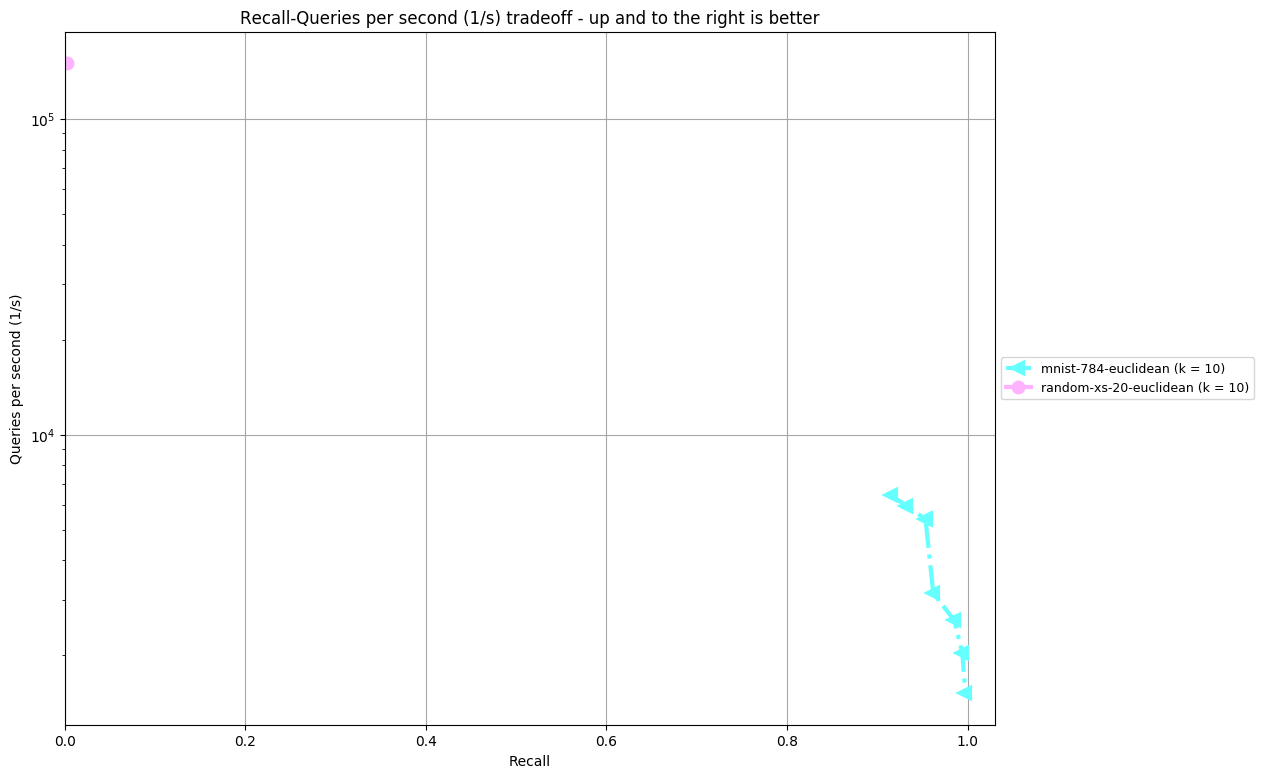 Recall-Queries per second (1/s) tradeoff - up and to the right is better
Queries per second (1/s)
10^5
10^4
0.0
0.2
0.4
0.6
0.8
1.0
Recall
mnist-784-euclidean (k = 10)
random-xs-20-euclidean (k = 10)